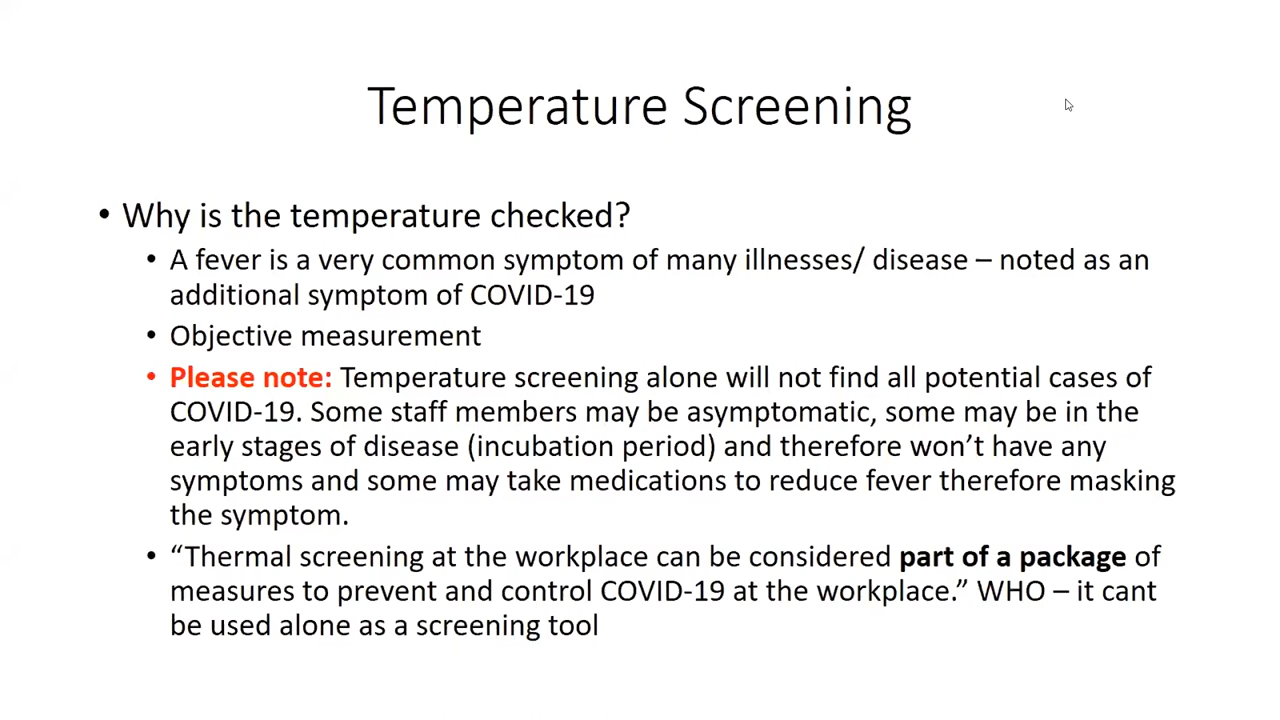 Temperature Screening
• Why is the temperature checked?
• A fever is a very common symptom of many illnesses/ disease – noted as an
additional symptom of COVID-19
• Objective measurement
• Please note: Temperature screening alone will not find all potential cases of
COVID-19. Some staff members may be asymptomatic, some may be in the
early stages of disease (incubation period) and therefore won’t have any
symptoms and some may take medications to reduce fever therefore masking
the symptom.
• “Thermal screening at the workplace can be considered part of a package of
measures to prevent and control COVID-19 at the workplace.” WHO – it cant
be used alone as a screening tool